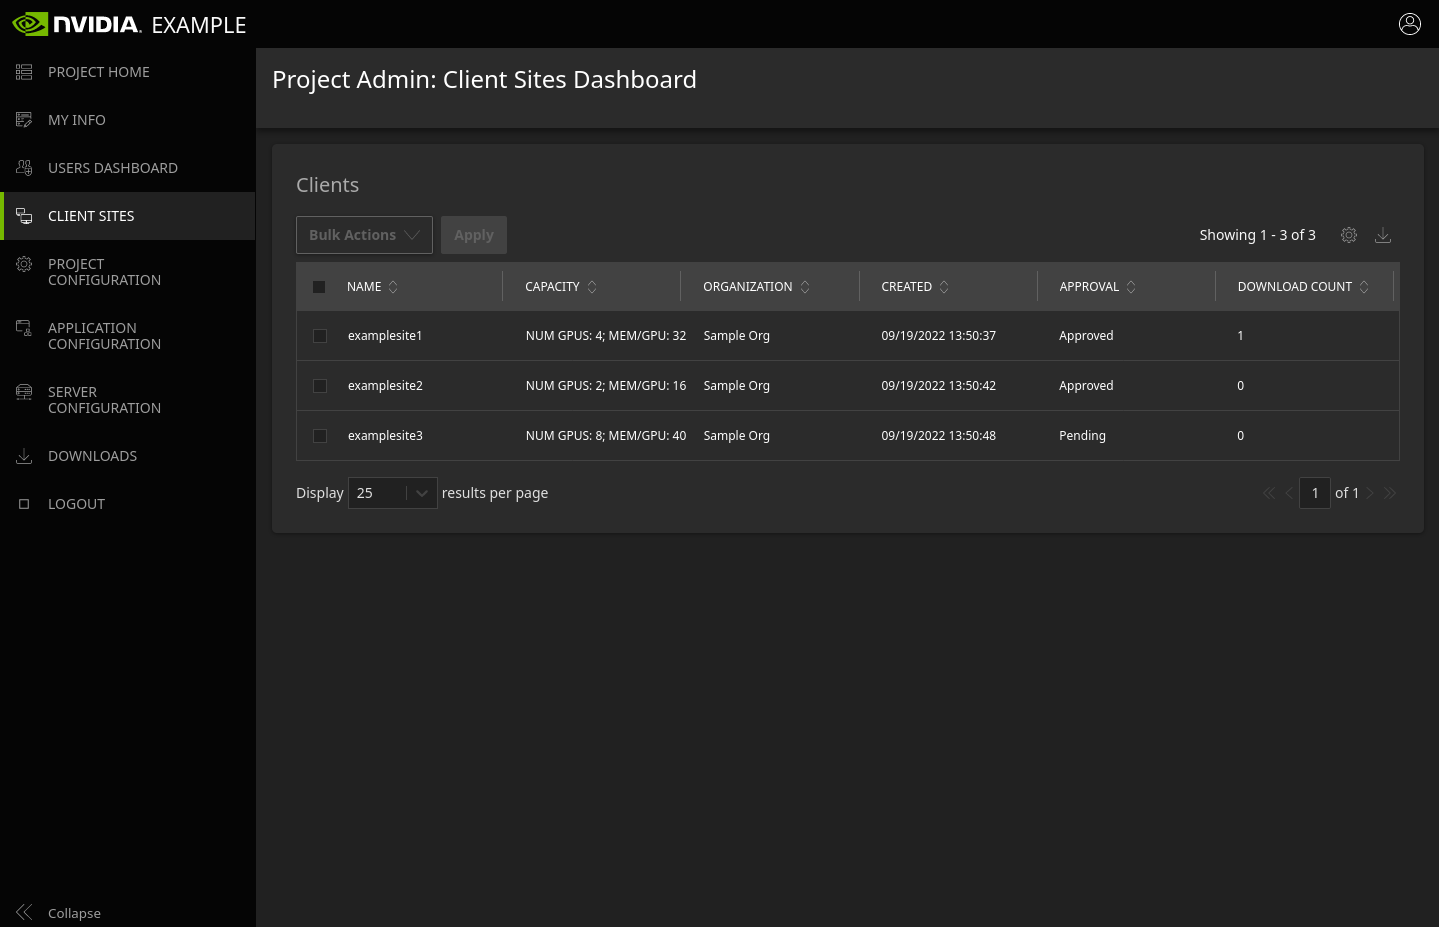 NVIDIA. EXAMPLE
PROJECT HOME
MY INFO
USERS DASHBOARD
CLIENT SITES
PROJECT
CONFIGURATION
APPLICATION
CONFIGURATION
SERVER
CONFIGURATION
DOWNLOADS
LOGOUT
Collapse
Project Admin: Client Sites Dashboard
Clients
Bulk Actions Apply Showing 1 - 3 of 3
NAME CAPACITY ORGANIZATION CREATED APPROVAL DOWNLOAD COUNT
examplesite1 NUM GPUS: 4; MEM/GPU: 32 Sample Org 09/19/2022 13:50:37 Approved 1
examplesite2 NUM GPUS: 2; MEM/GPU: 16 Sample Org 09/19/2022 13:50:42 Approved 0
examplesite3 NUM GPUS: 8; MEM/GPU: 40 Sample Org 09/19/2022 13:50:48 Pending 0
Display 25 results per page 1 of 1